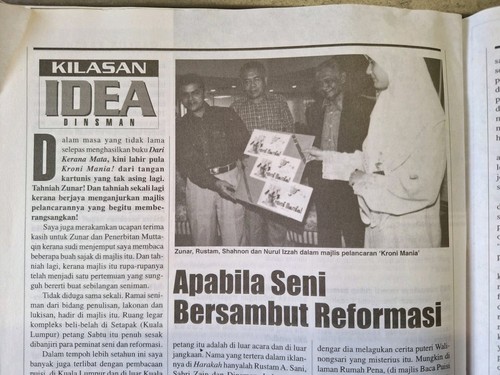 KILASAN
IDEA
DINSMAN
Dalam masa yang tidak lama
selepas menghasilkan buku Dari
Kerana Mata, kini lahir pula
Kroni Mania! dari tangan
kartunis yang tak asing lagi.
Tahniah Zunar! Dan tahniah sekali lagi
kerana berjaya menganjurkan majlis
pelancarannya yang begitu membe-
rangsangkan!
Saya juga merakamkan ucapan terima
kasih untuk Zunar dan Penerbitan Mutta-
qin kerana sudi menjemput saya membaca
beberapa buah sajak di majlis itu. Dan tah-
niah lagi, kerana majlis itu rupa-rupanya
telah menjadi satu pertemuan yang sung-
guh bererti buat sebilangan seniman.
Tidak diduga sama sekali. Ramai seni-
man dari bidang penulisan, lakonan dan
lukisan, hadir di majlis itu. Ruang legar
kompleks beli-belah di Setapak (Kuala
Lumpur) petang Sabtu itu penuh sesak
dibanjiri para peminat seni dan reformasi.
Dalam tempoh lebih setahun ini saya
banyak juga terlibat dengan pembacaan
puisi, di Kuala Lumpur dan di luar Kuala
Zunar, Rustam, Shahnon dan Nurul Izzah dalam majlis pelancaran 'Kroni Mania'
Apabila Seni
Bersambut Reformasi
petang itu adalah di luar acara dan di luar
jangkaan. Nama yang tertera dalam iklan-
nya di Harakah hanyalah Rustam A. Sani,
dengar dia melagukan cerita puteri Wali-
nongsari yang misterius itu. Mungkin di
laman Rumah Pena, (di majlis Baca Puisi